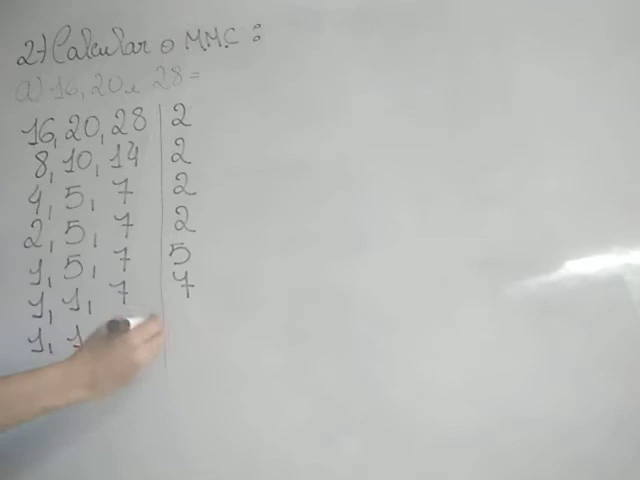 2) Calcular o M.M.C :
a) 16, 20 e 28 =
16, 20, 28 | 2
8, 10, 14 | 2
4, 5, 7 | 2
2, 5, 7 | 2
1, 5, 7 | 5
1, 1, 7 | 7
1, 1